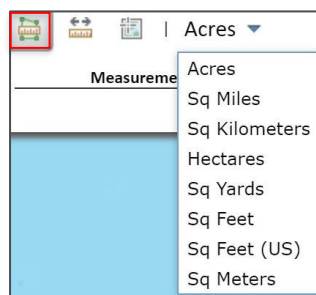 | Acres
Measureme
Acres
Sq Miles
Sq Kilometers
Hectares
Sq Yards
Sq Feet
Sq Feet (US)
Sq Meters